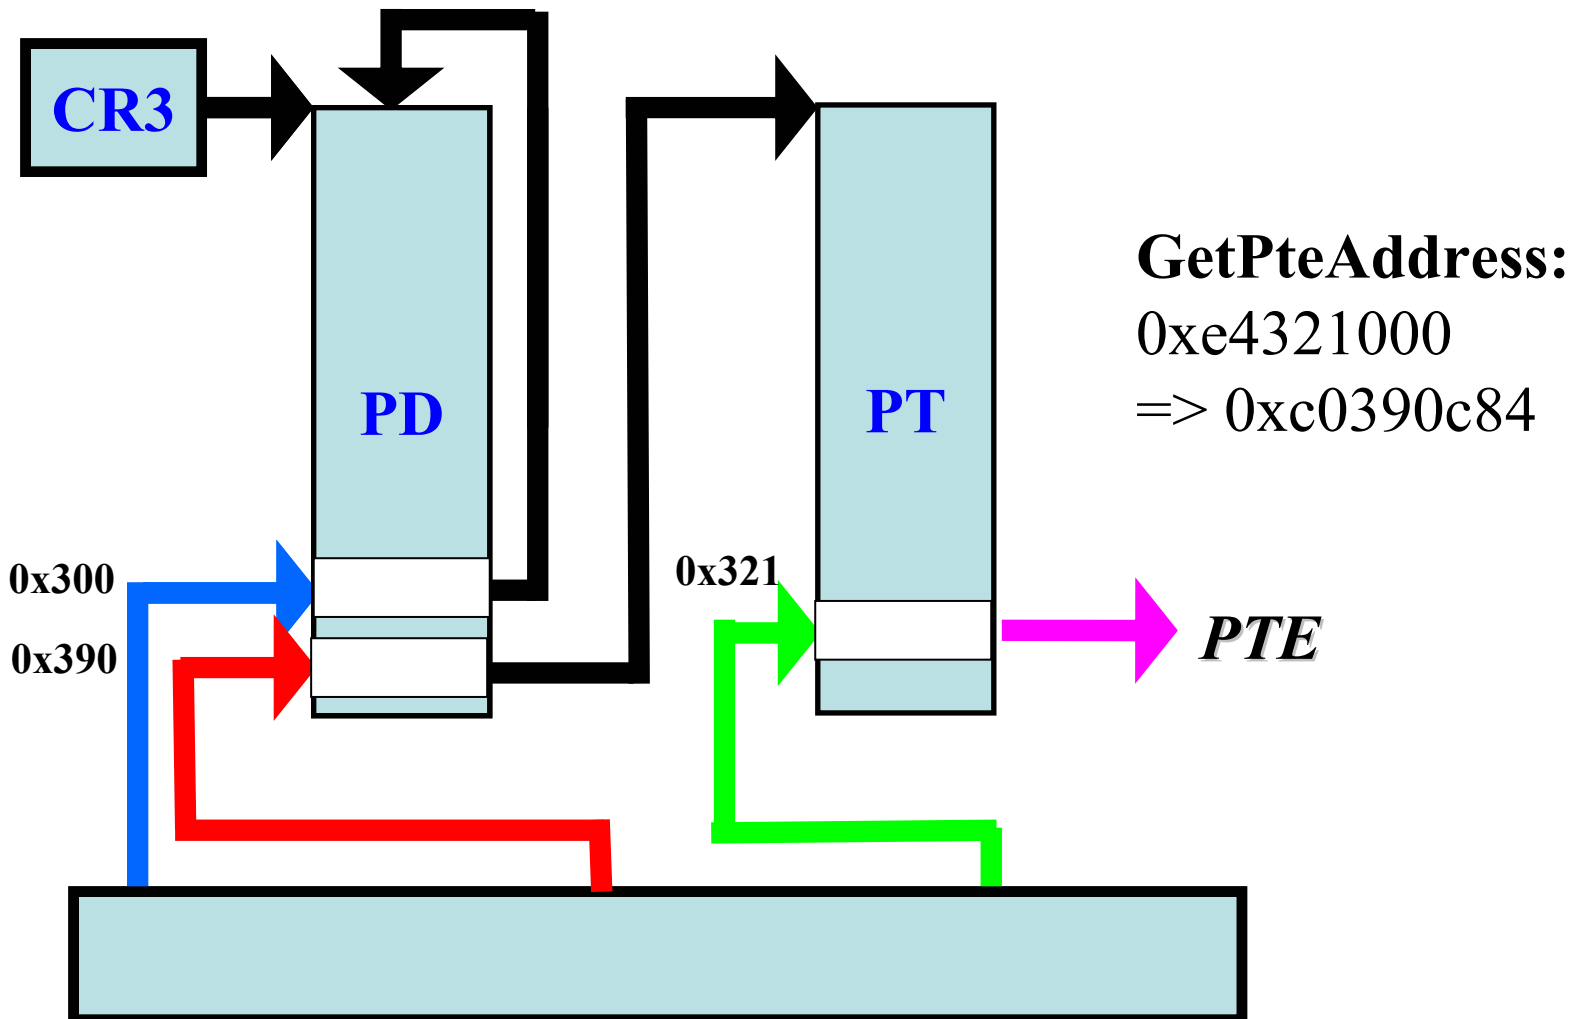 CR3
PD
PT
GetPteAddress:
0xe4321000
=> 0xc0390c84
0x300
0x390
0x321
PTE